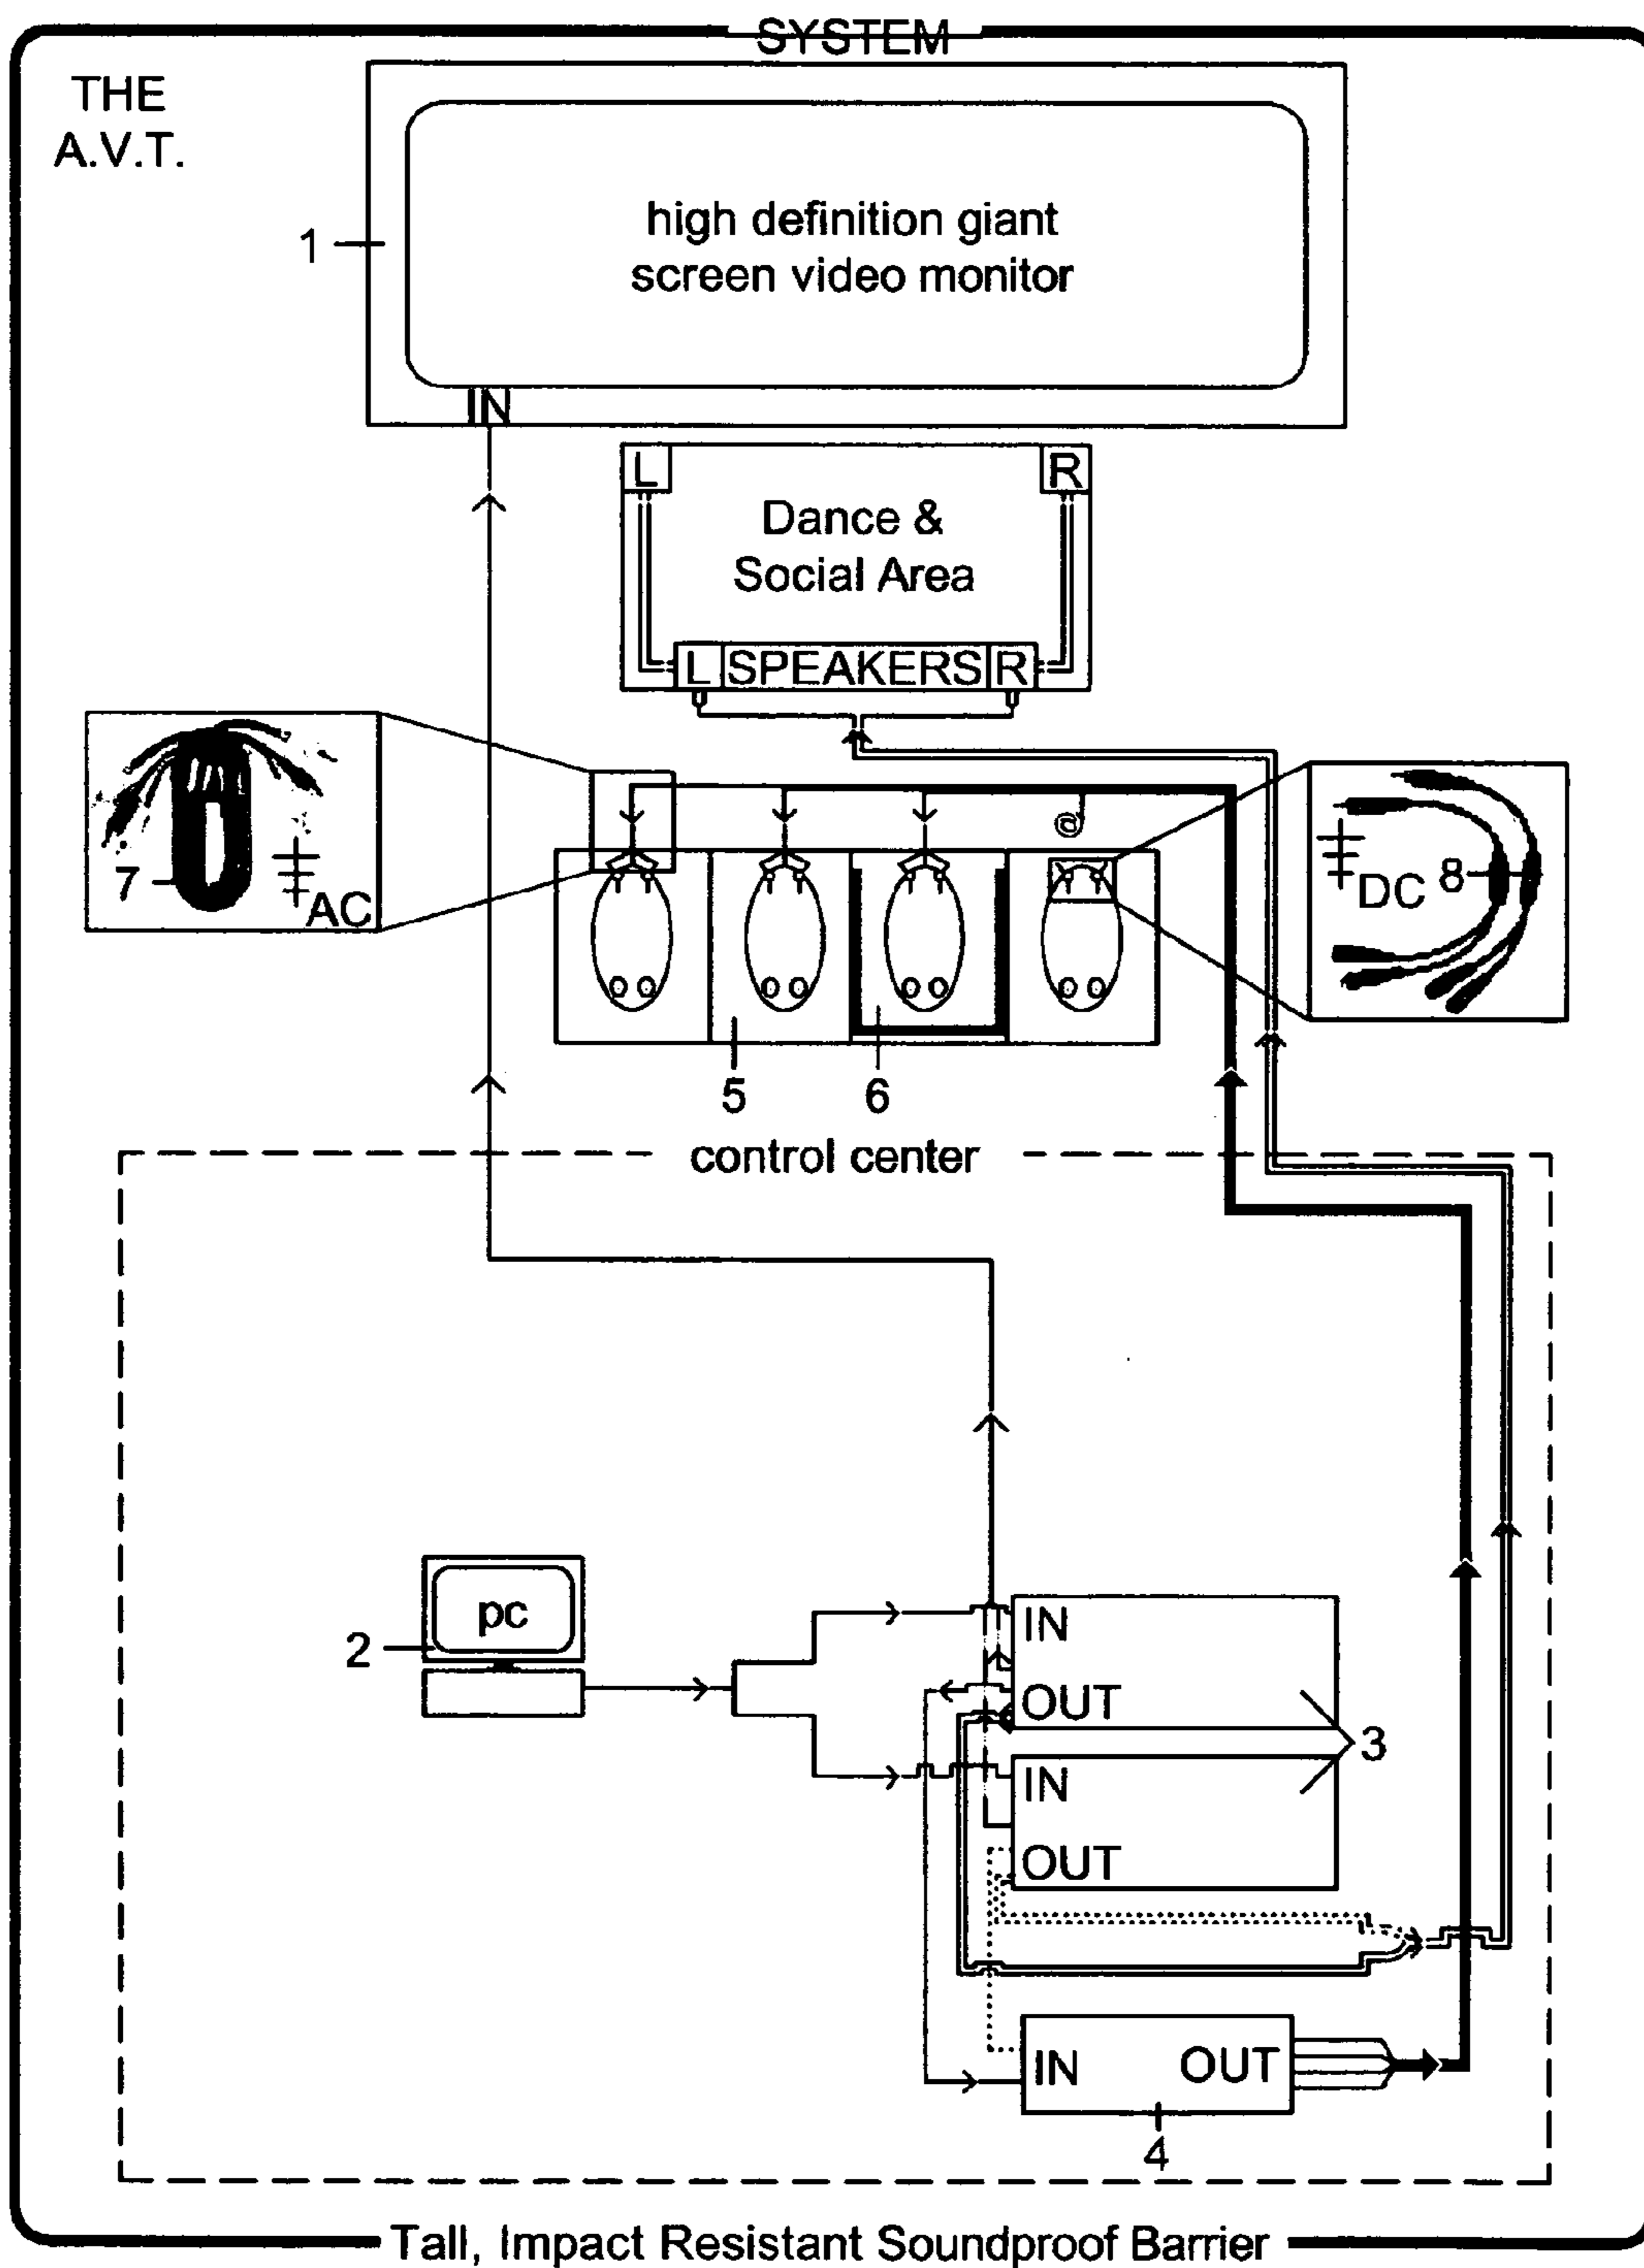 SYSTEM
THE
A.V.T.
high definition giant
screen video monitor
1
IN
L
R
Dance &
Social Area
L SPEAKERS R
@
7
AC
DC
8
5
6
control center
pc
2
IN
OUT
3
IN
OUT
IN
OUT
4
Tall, Impact Resistant Soundproof Barrier